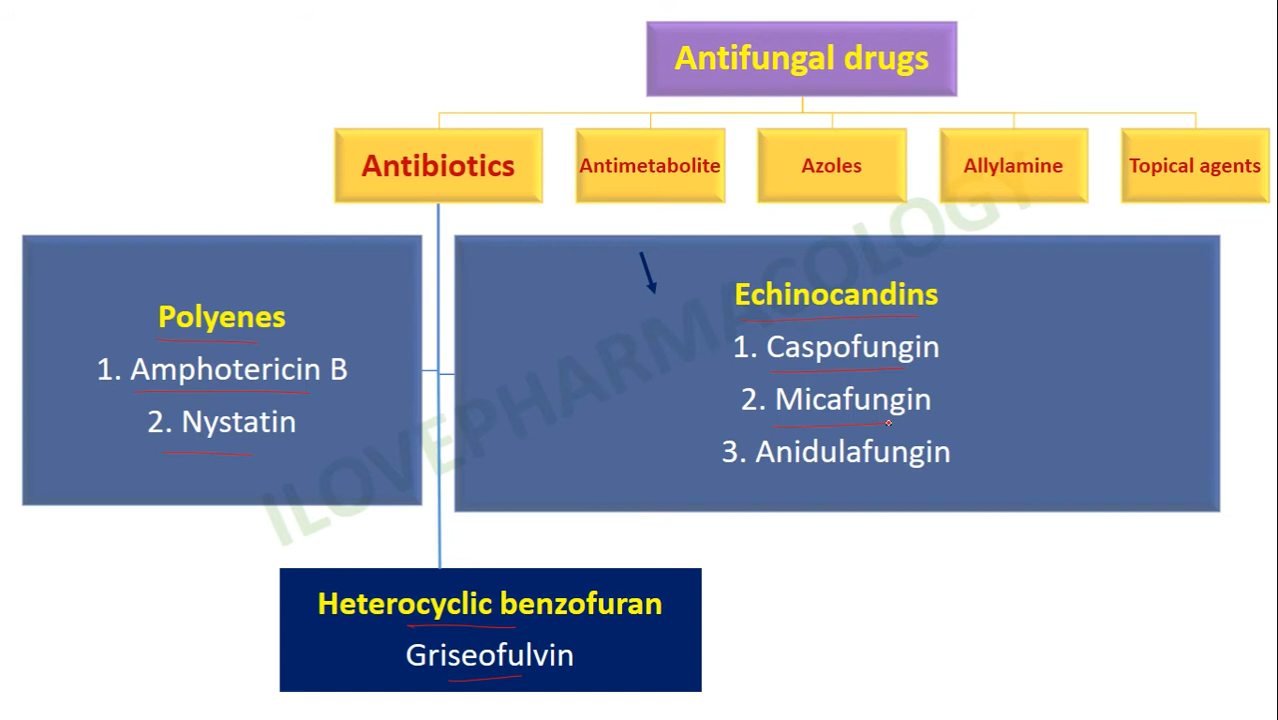 Antifungal drugs
Antibiotics
Antimetabolite
Azoles
Allylamine
Topical agents
Polyenes
1. Amphotericin B
2. Nystatin
Echinocandins
1. Caspofungin
2. Micafungin
3. Anidulafungin
Heterocyclic benzofuran
Griseofulvin
ILOVEPHARMACOLOGY